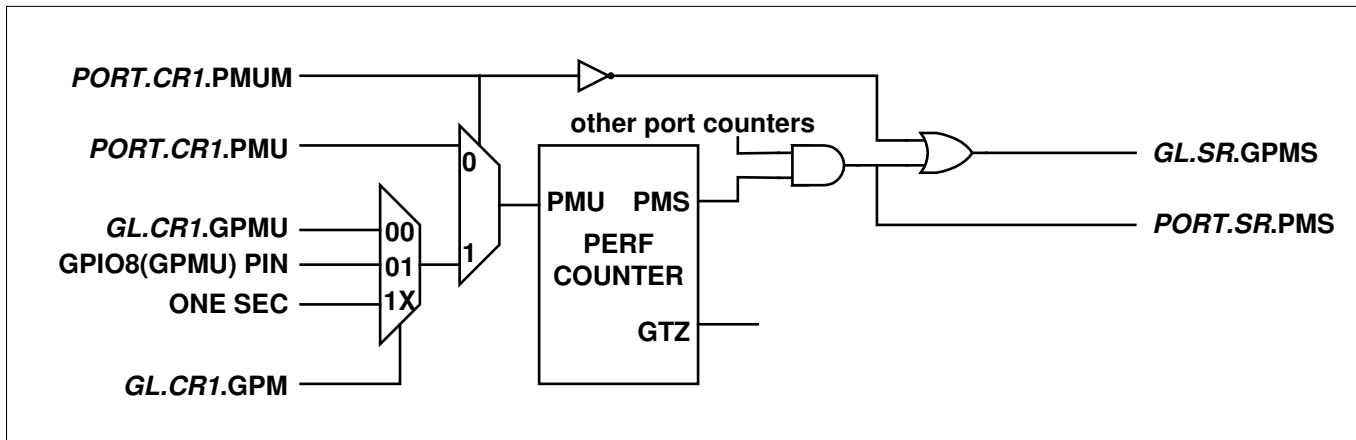 PORT.CR1.PMUM
PORT.CR1.PMU
other port counters
0
GL.SR.GPMS
PMU PMS
GL.CR1.GPMU
00
PORT.SR.PMS
PERF
GPIO8(GPMU) PIN
01
1
COUNTER
ONE SEC
1X
GTZ
GL.CR1.GPM